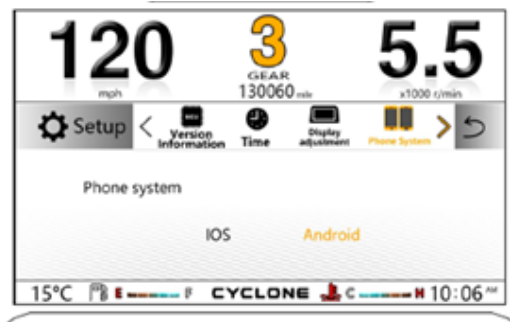 120 3 5.5
mph GEAR x1000 r/min
130060 mile
Setup < Version Information Time Display adjustment Phone System >
Phone system
IOS Android
15°C E F CYCLONE C H 10:06 AM